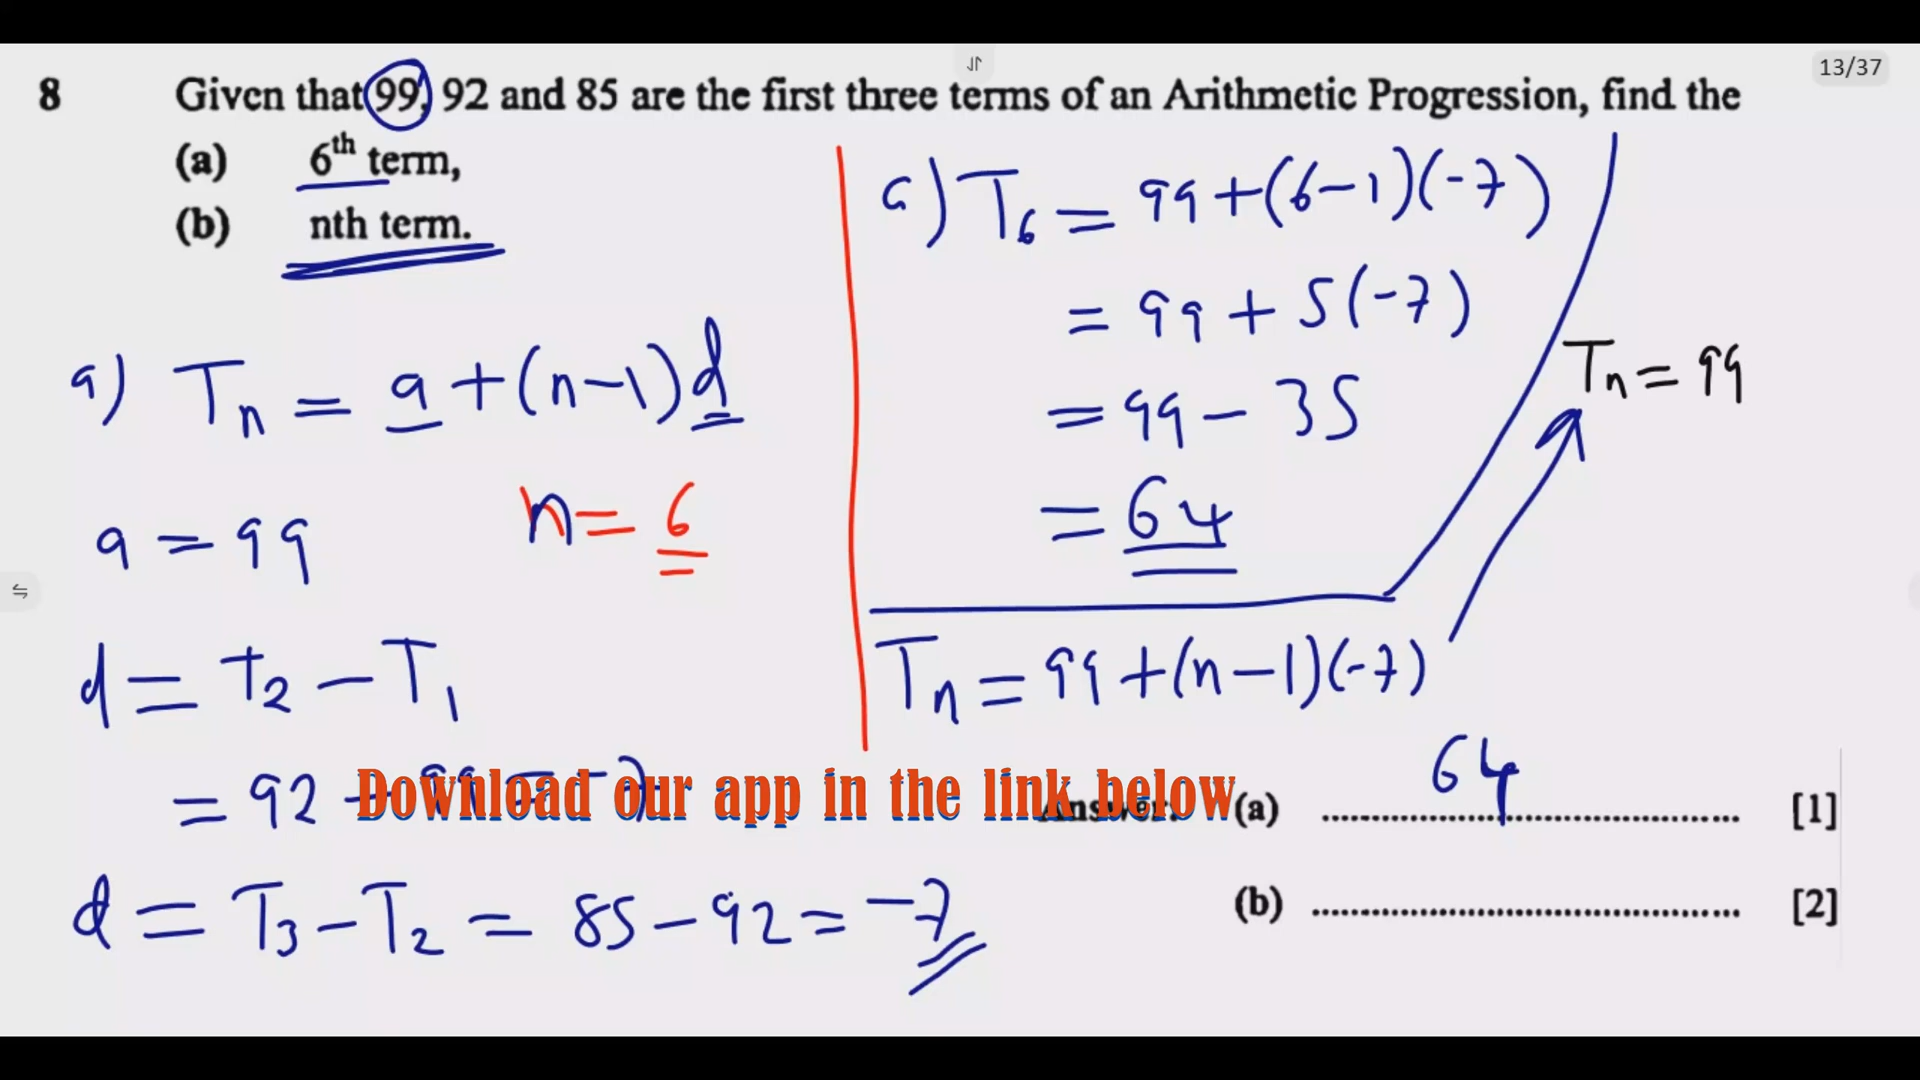 13/37
8 Given that 99, 92 and 85 are the first three terms of an Arithmetic Progression, find the
(a) 6th term,
(b) nth term.
a) Tn = a + (n-1)d
a = 99 n = 6
d = T2 - T1
= 92 - 99 = -7
d = T3 - T2 = 85 - 92 = -7
a) T6 = 99 + (6-1)(-7)
= 99 + 5(-7)
= 99 - 35
= 64
Tn = 99 + (n-1)(-7)
Tn = 99
Download our app in the link below
Answer: (a) 64 [1]
(b) [2]